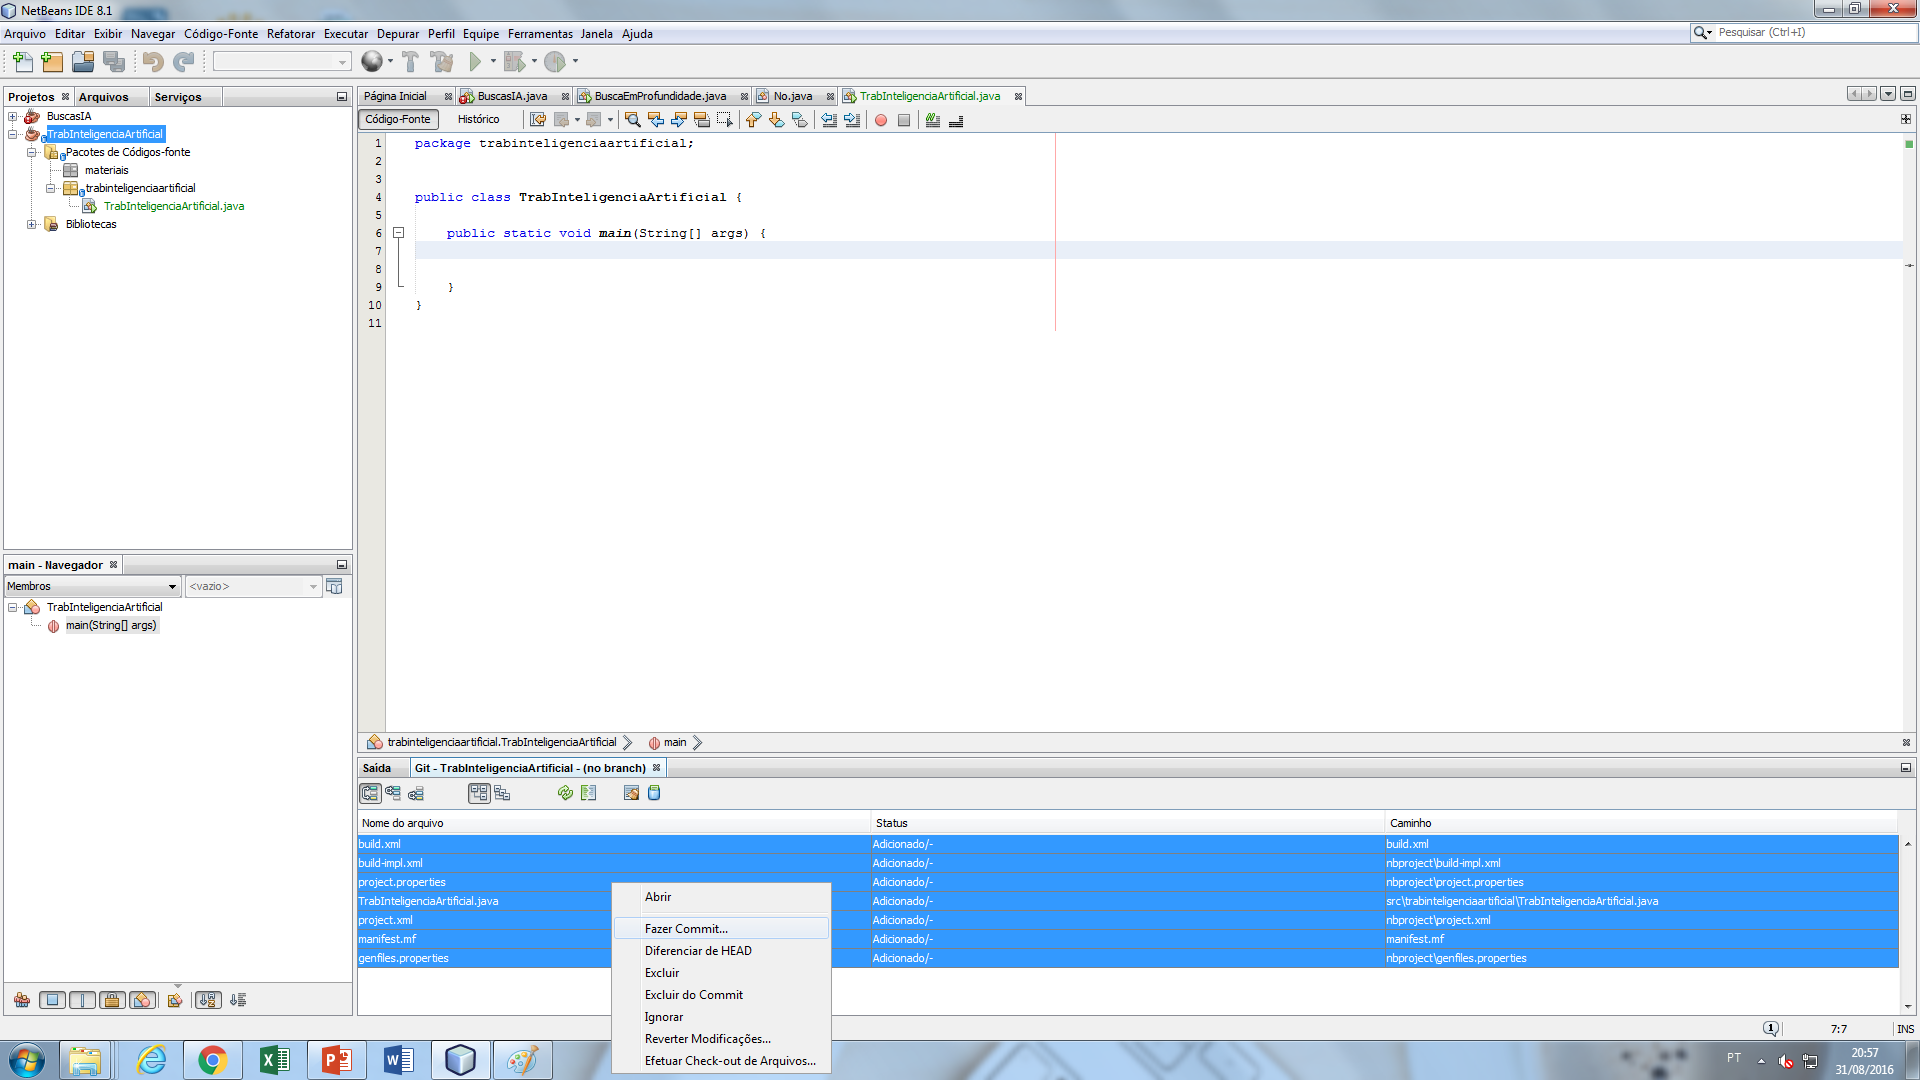 NetBeans IDE 8.1
Arquivo Editar Exibir Navegar Código-Fonte Refatorar Executar Depurar Perfil Equipe Ferramentas Janela Ajuda
Pesquisar (Ctrl+I)
Projetos Arquivos Serviços
BuscasIA
TrabInteligenciaArtificial
Pacotes de Códigos-fonte
materiais
trabinteligenciaartificial
TrabInteligenciaArtificial.java
Bibliotecas
Página Inicial BuscasIA.java BuscaEmProfundidade.java No.java TrabInteligenciaArtificial.java
Código-Fonte Histórico
1 package trabinteligenciaartificial;
2
3
4 public class TrabInteligenciaArtificial {
5
6 public static void main(String[] args) {
7
8
9 }
10 }
11
main - Navegador
Membros <vazio>
TrabInteligenciaArtificial
main(String[] args)
trabinteligenciaartificial.TrabInteligenciaArtificial main
Saída Git - TrabInteligenciaArtificial - (no branch)
Nome do arquivo Status Caminho
build.xml Adicionado/- build.xml
build-impl.xml Adicionado/- nbproject\build-impl.xml
project.properties Adicionado/- nbproject\project.properties
TrabInteligenciaArtificial.java Adicionado/- src\trabinteligenciaartificial\TrabInteligenciaArtificial.java
project.xml Adicionado/- nbproject\project.xml
manifest.mf Adicionado/- manifest.mf
genfiles.properties Adicionado/- nbproject\genfiles.properties
Abrir
Fazer Commit...
Diferenciar de HEAD
Excluir
Excluir do Commit
Ignorar
Reverter Modificações...
Efetuar Check-out de Arquivos...
1 7:7 INS
PT
20:57
31/08/2016